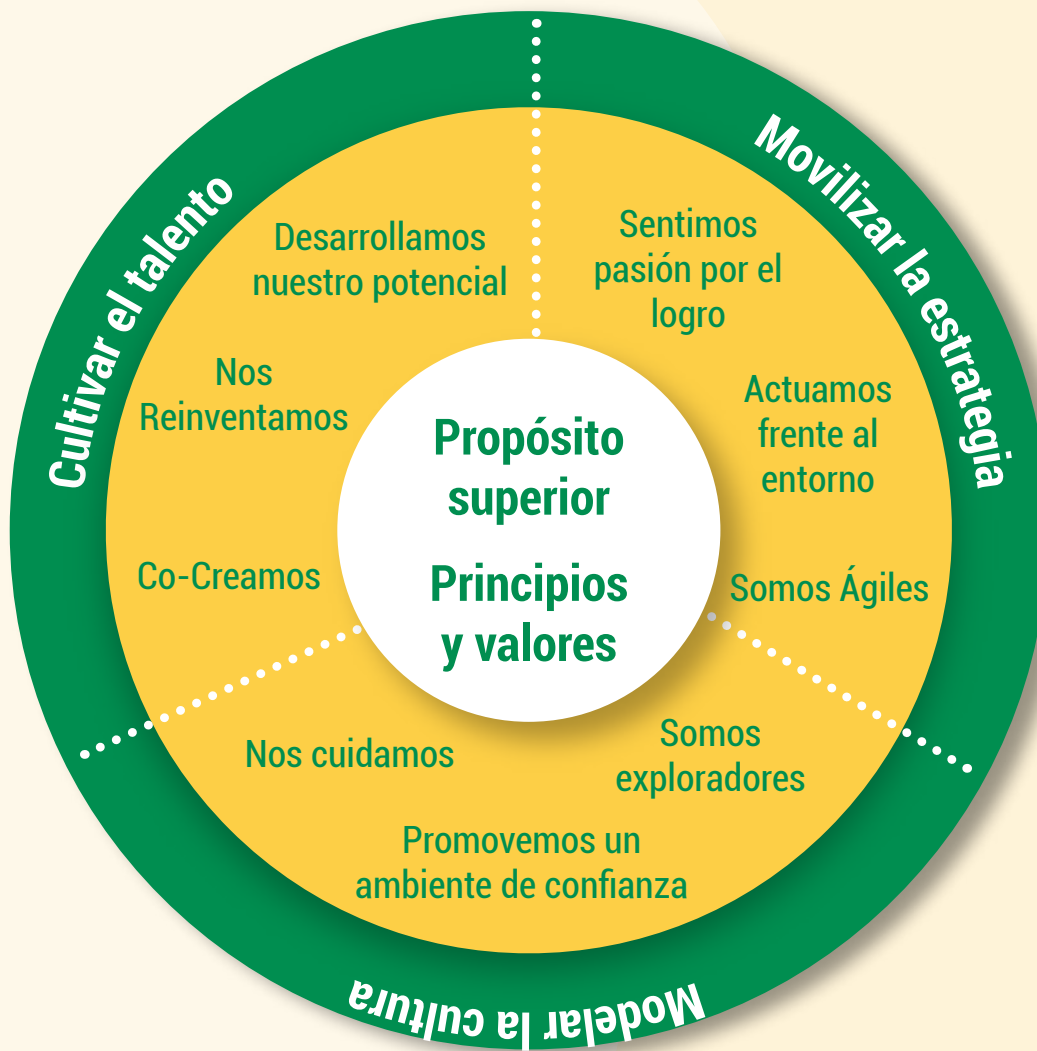 Cultivar el talento
Desarrollamos
nuestro potencial
Nos
Reinventamos
Co-Creamos
Movilizar la estrategia
Sentimos
pasión por el
logro
Actuamos
frente al
entorno
Somos Ágiles
Propósito
superior
Principios
y valores
Nos cuidamos
Somos
exploradores
Promovemos un
ambiente de confianza
Modelar la cultura